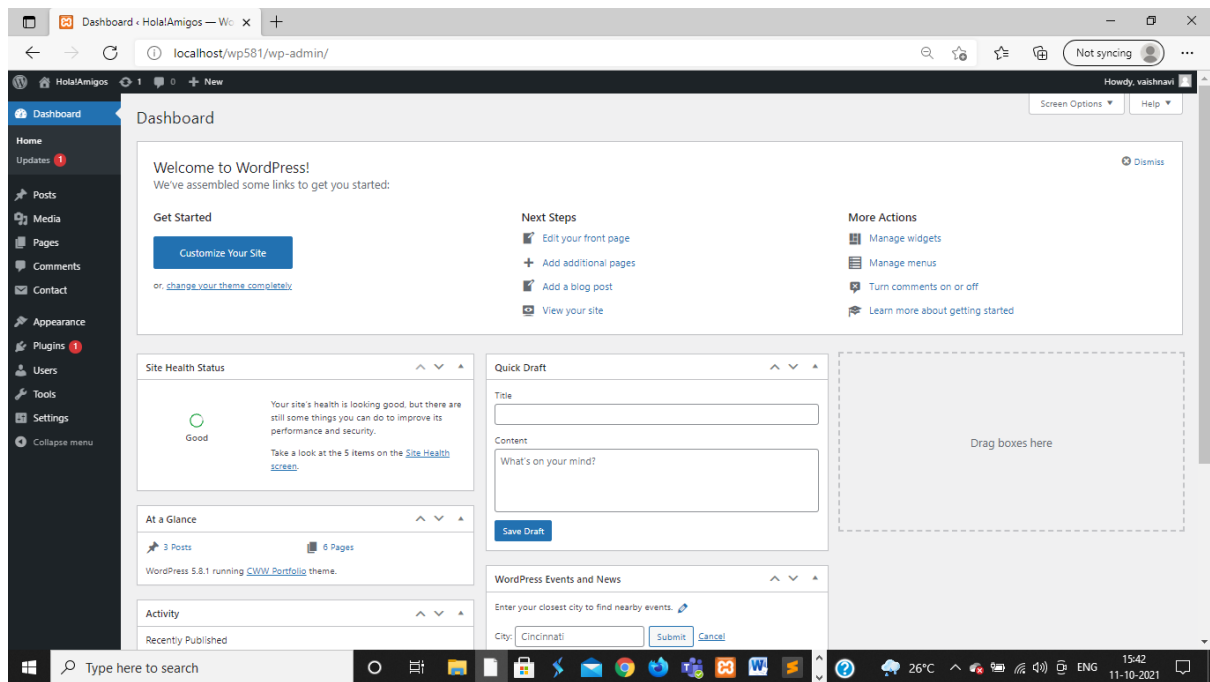 Dashboard ‹ Hola!Amigos — Wo
localhost/wp581/wp-admin/
Not syncing
Hola!Amigos 1 0 New
Howdy, vaishnavi
Dashboard
Home
Updates 1
Posts
Media
Pages
Comments
Contact
Appearance
Plugins 1
Users
Tools
Settings
Collapse menu
Screen Options
Help
Dashboard
Welcome to WordPress!
We've assembled some links to get you started:
Dismiss
Get Started
Customize Your Site
or, change your theme completely
Next Steps
Edit your front page
Add additional pages
Add a blog post
View your site
More Actions
Manage widgets
Manage menus
Turn comments on or off
Learn more about getting started
Site Health Status
Good
Your site's health is looking good, but there are
still some things you can do to improve its
performance and security.
Take a look at the 5 items on the Site Health
screen.
At a Glance
3 Posts
6 Pages
WordPress 5.8.1 running CWW Portfolio theme.
Activity
Recently Published
Quick Draft
Title
Content
What's on your mind?
Save Draft
WordPress Events and News
Enter your closest city to find nearby events.
City: Cincinnati Submit Cancel
Drag boxes here
Type here to search
26°C
ENG
15:42
11-10-2021